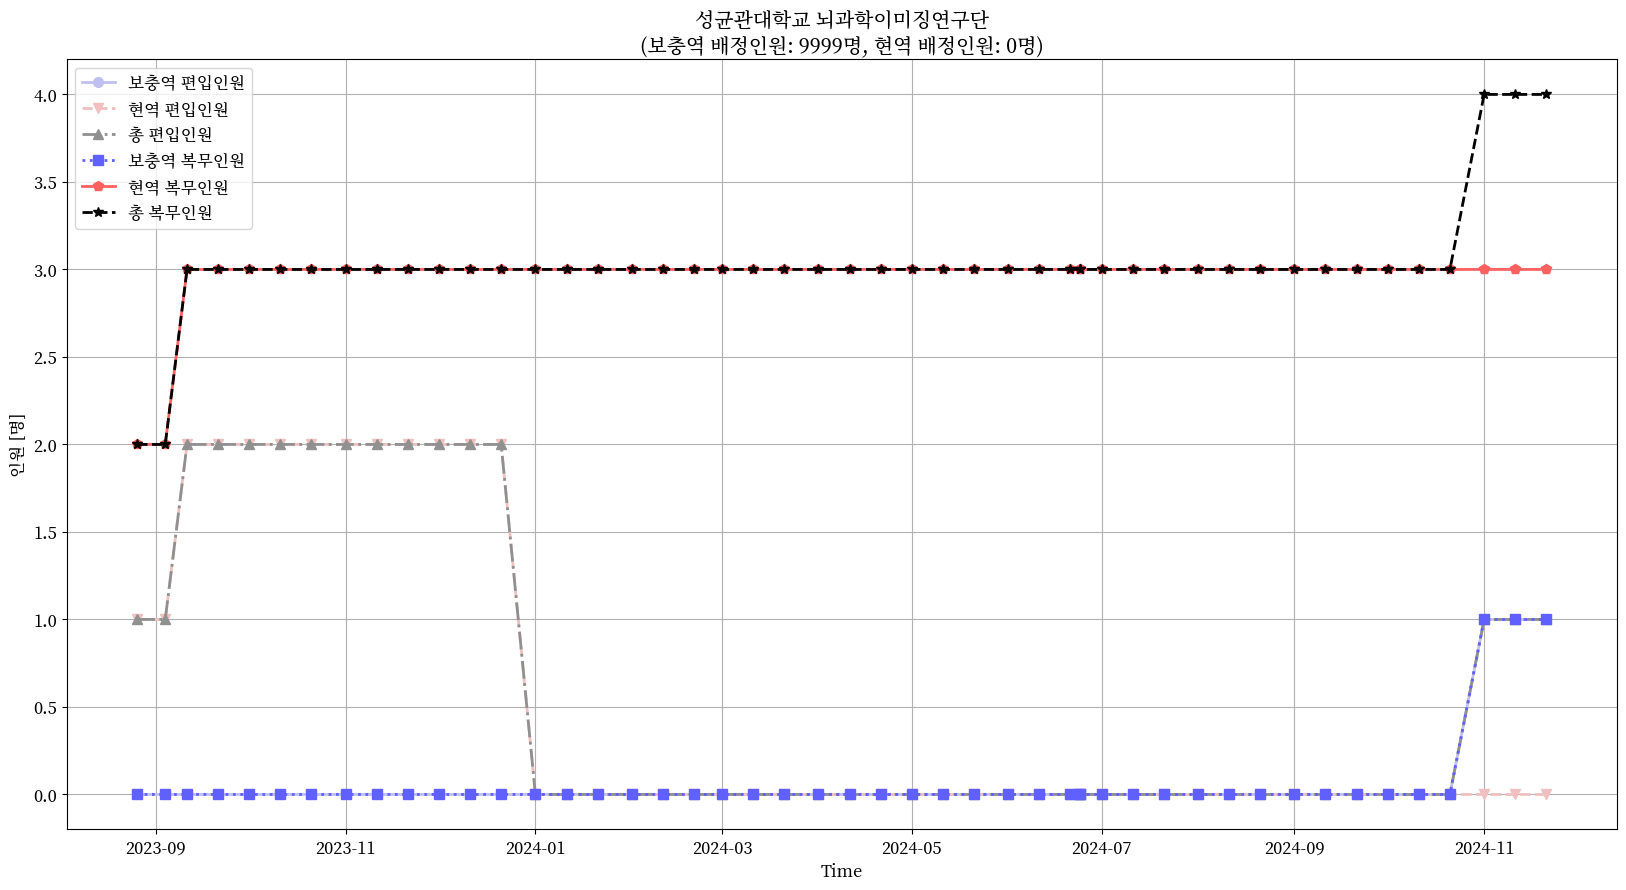 성균관대학교 뇌과학이미징연구단
(보충역 배정인원: 9999명, 현역 배정인원: 0명)
보충역 편입인원
현역 편입인원
총 편입인원
보충역 복무인원
현역 복무인원
총 복무인원
인원 [명]
4.0
3.5
3.0
2.5
2.0
1.5
1.0
0.5
0.0
2023-09
2023-11
2024-01
2024-03
2024-05
2024-07
2024-09
2024-11
Time